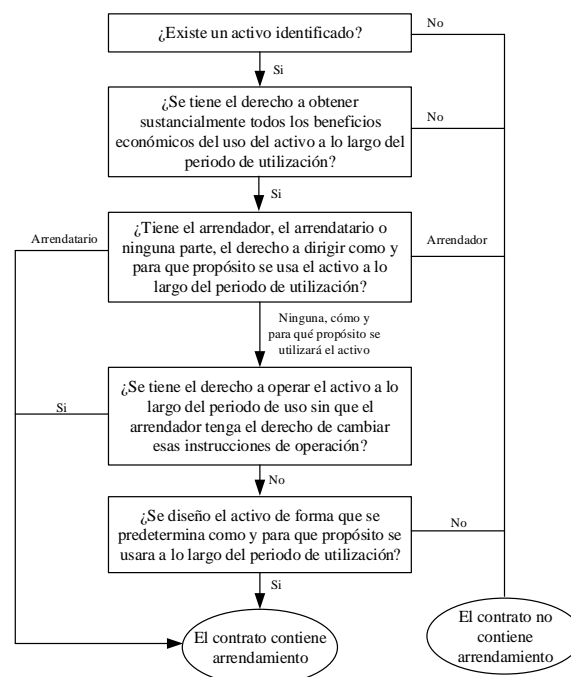 ¿Existe un activo identificado?
No
Si
¿Se tiene el derecho a obtener
sustancialmente todos los beneficios
económicos del uso del activo a lo largo del
periodo de utilización?
No
Si
¿Tiene el arrendador, el arrendatario o
ninguna parte, el derecho a dirigir como y
para que propósito se usa el activo a lo
largo del periodo de utilización?
Arrendatario
Arrendador
Ninguna, cómo y
para qué propósito se
utilizará el activo
¿Se tiene el derecho a operar el activo a lo
largo del periodo de uso sin que el
arrendador tenga el derecho de cambiar
esas instrucciones de operación?
Si
No
¿Se diseño el activo de forma que se
predetermina como y para que propósito se
usara a lo largo del periodo de utilización?
No
Si
El contrato contiene
arrendamiento
El contrato no
contiene
arrendamiento